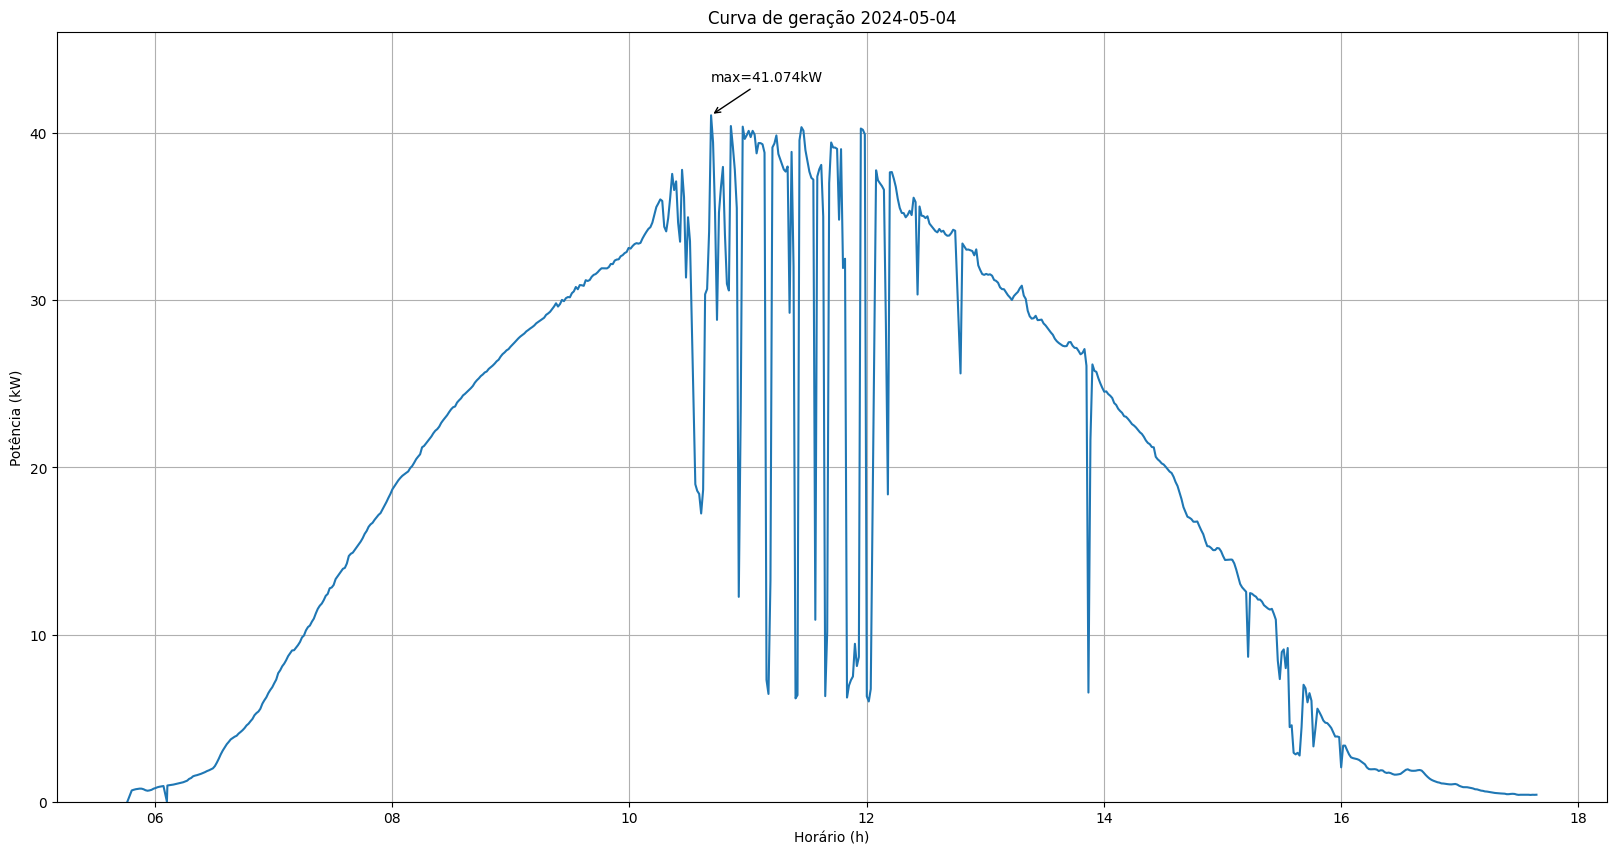 Curva de geração 2024-05-04
max=41.074kW
Potência (kW)
40
30
20
10
0
06 08 10 12 14 16 18
Horário (h)